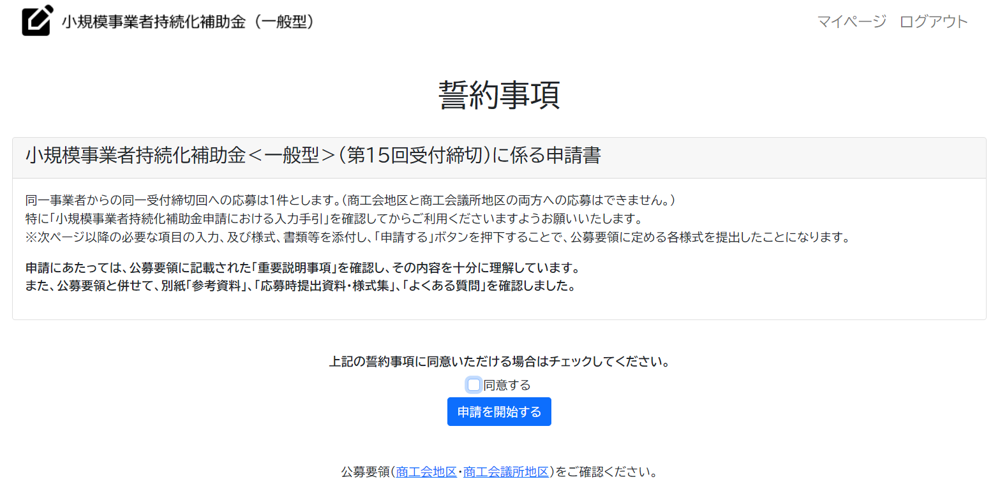 小規模事業者持続化補助金（一般型）
マイページ ログアウト
誓約事項
小規模事業者持続化補助金＜一般型＞（第15回受付締切）に係る申請書
同一事業者からの同一受付締切回への応募は1件とします。（商工会地区と商工会議所地区の両方への応募はできません。）
特に「小規模事業者持続化補助金申請における入力手引」を確認してからご利用くださいますようお願いいたします。
※次ページ以降の必要な項目の入力、及び様式、書類等を添付し、「申請する」ボタンを押下することで、公募要領に定める各様式を提出したことになります。
申請にあたっては、公募要領に記載された「重要説明事項」を確認し、その内容を十分に理解しています。
また、公募要領と併せて、別紙「参考資料」、「応募時提出資料・様式集」、「よくある質問」を確認しました。
上記の誓約事項に同意いただける場合はチェックしてください。
同意する
申請を開始する
公募要領（商工会地区・商工会議所地区）をご確認ください。